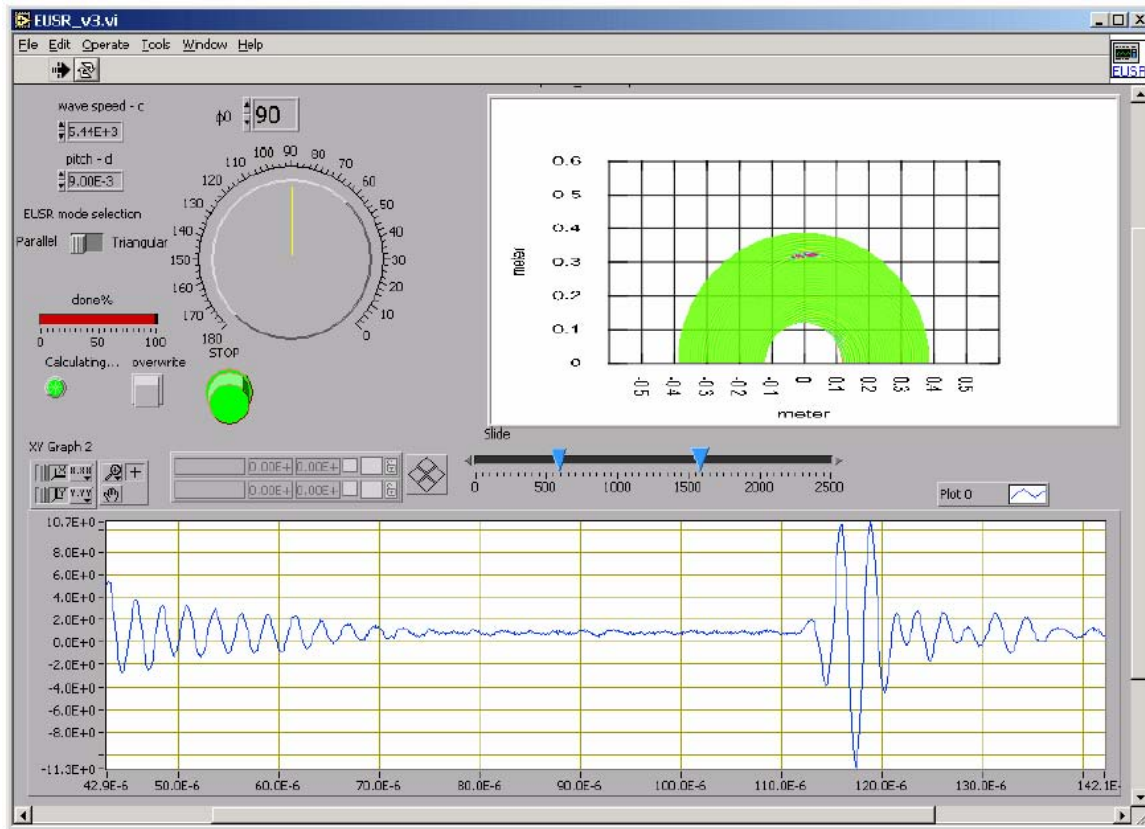 EUSR_v3.vi
File Edit Operate Tools Window Help
EUSR
wave speed - c
5.44E+3
ϕ0
90
pitch - d
9.00E-3
EUSR mode selection
Parallel
Triangular
0
10
20
30
40
50
60
70
80
90
100
110
120
130
140
150
160
170
180
done%
0 50 100
Calculating...
overwrite
STOP
0.6
0.5
0.4
0.3
0.2
0.1
0
meter
-0.5 -0.4 -0.3 -0.2 -0.1 0 0.1 0.2 0.3 0.4 0.5
meter
Slide
0 500 1000 1500 2000 2500
XY Graph 2
X.XX
Y.YY
0.00E+ 0.00E+
0.00E+ 0.00E+
Plot 0
10.7E+0
8.0E+0
6.0E+0
4.0E+0
2.0E+0
0.0E+0
-2.0E+0
-4.0E+0
-6.0E+0
-8.0E+0
-11.3E+0
42.9E-6 50.0E-6 60.0E-6 70.0E-6 80.0E-6 90.0E-6 100.0E-6 110.0E-6 120.0E-6 130.0E-6 142.1E-